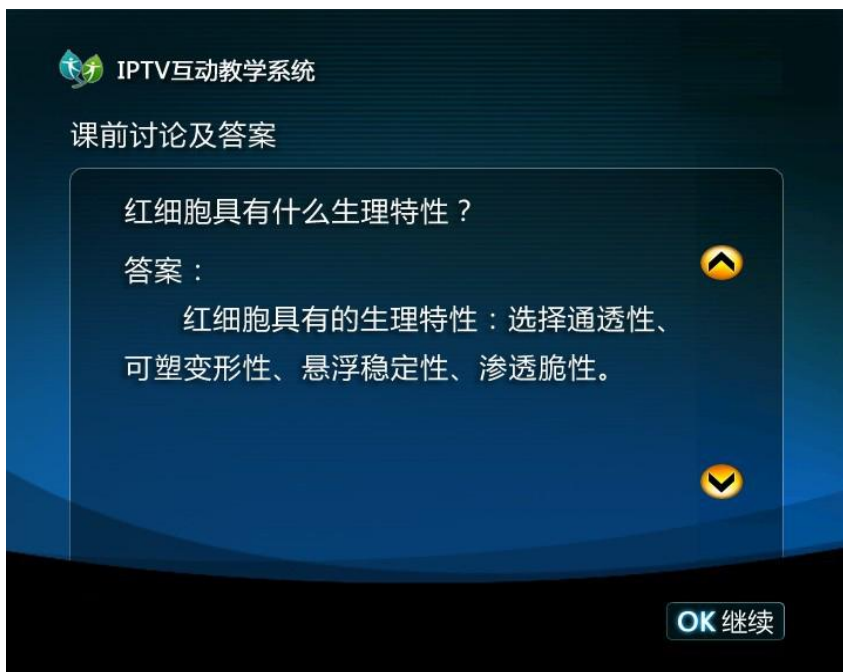 IPTV互动教学系统
课前讨论及答案
红细胞具有什么生理特性？
答案：
红细胞具有的生理特性：选择通透性、
可塑变形性、悬浮稳定性、渗透脆性。
OK 继续